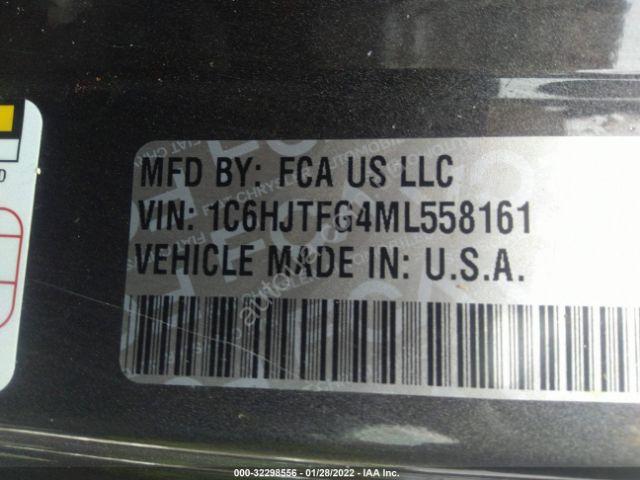 MFD BY: FCA US LLC
VIN: 1C6HJTFG4ML558161
VEHICLE MADE IN: U.S.A.
000-32298556 - 01/28/2022 - IAA Inc.